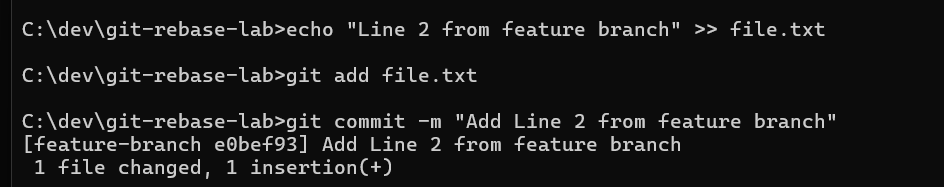 C:\dev\git-rebase-lab>echo "Line 2 from feature branch" >> file.txt
C:\dev\git-rebase-lab>git add file.txt
C:\dev\git-rebase-lab>git commit -m "Add Line 2 from feature branch"
[feature-branch e0bef93] Add Line 2 from feature branch
 1 file changed, 1 insertion(+)